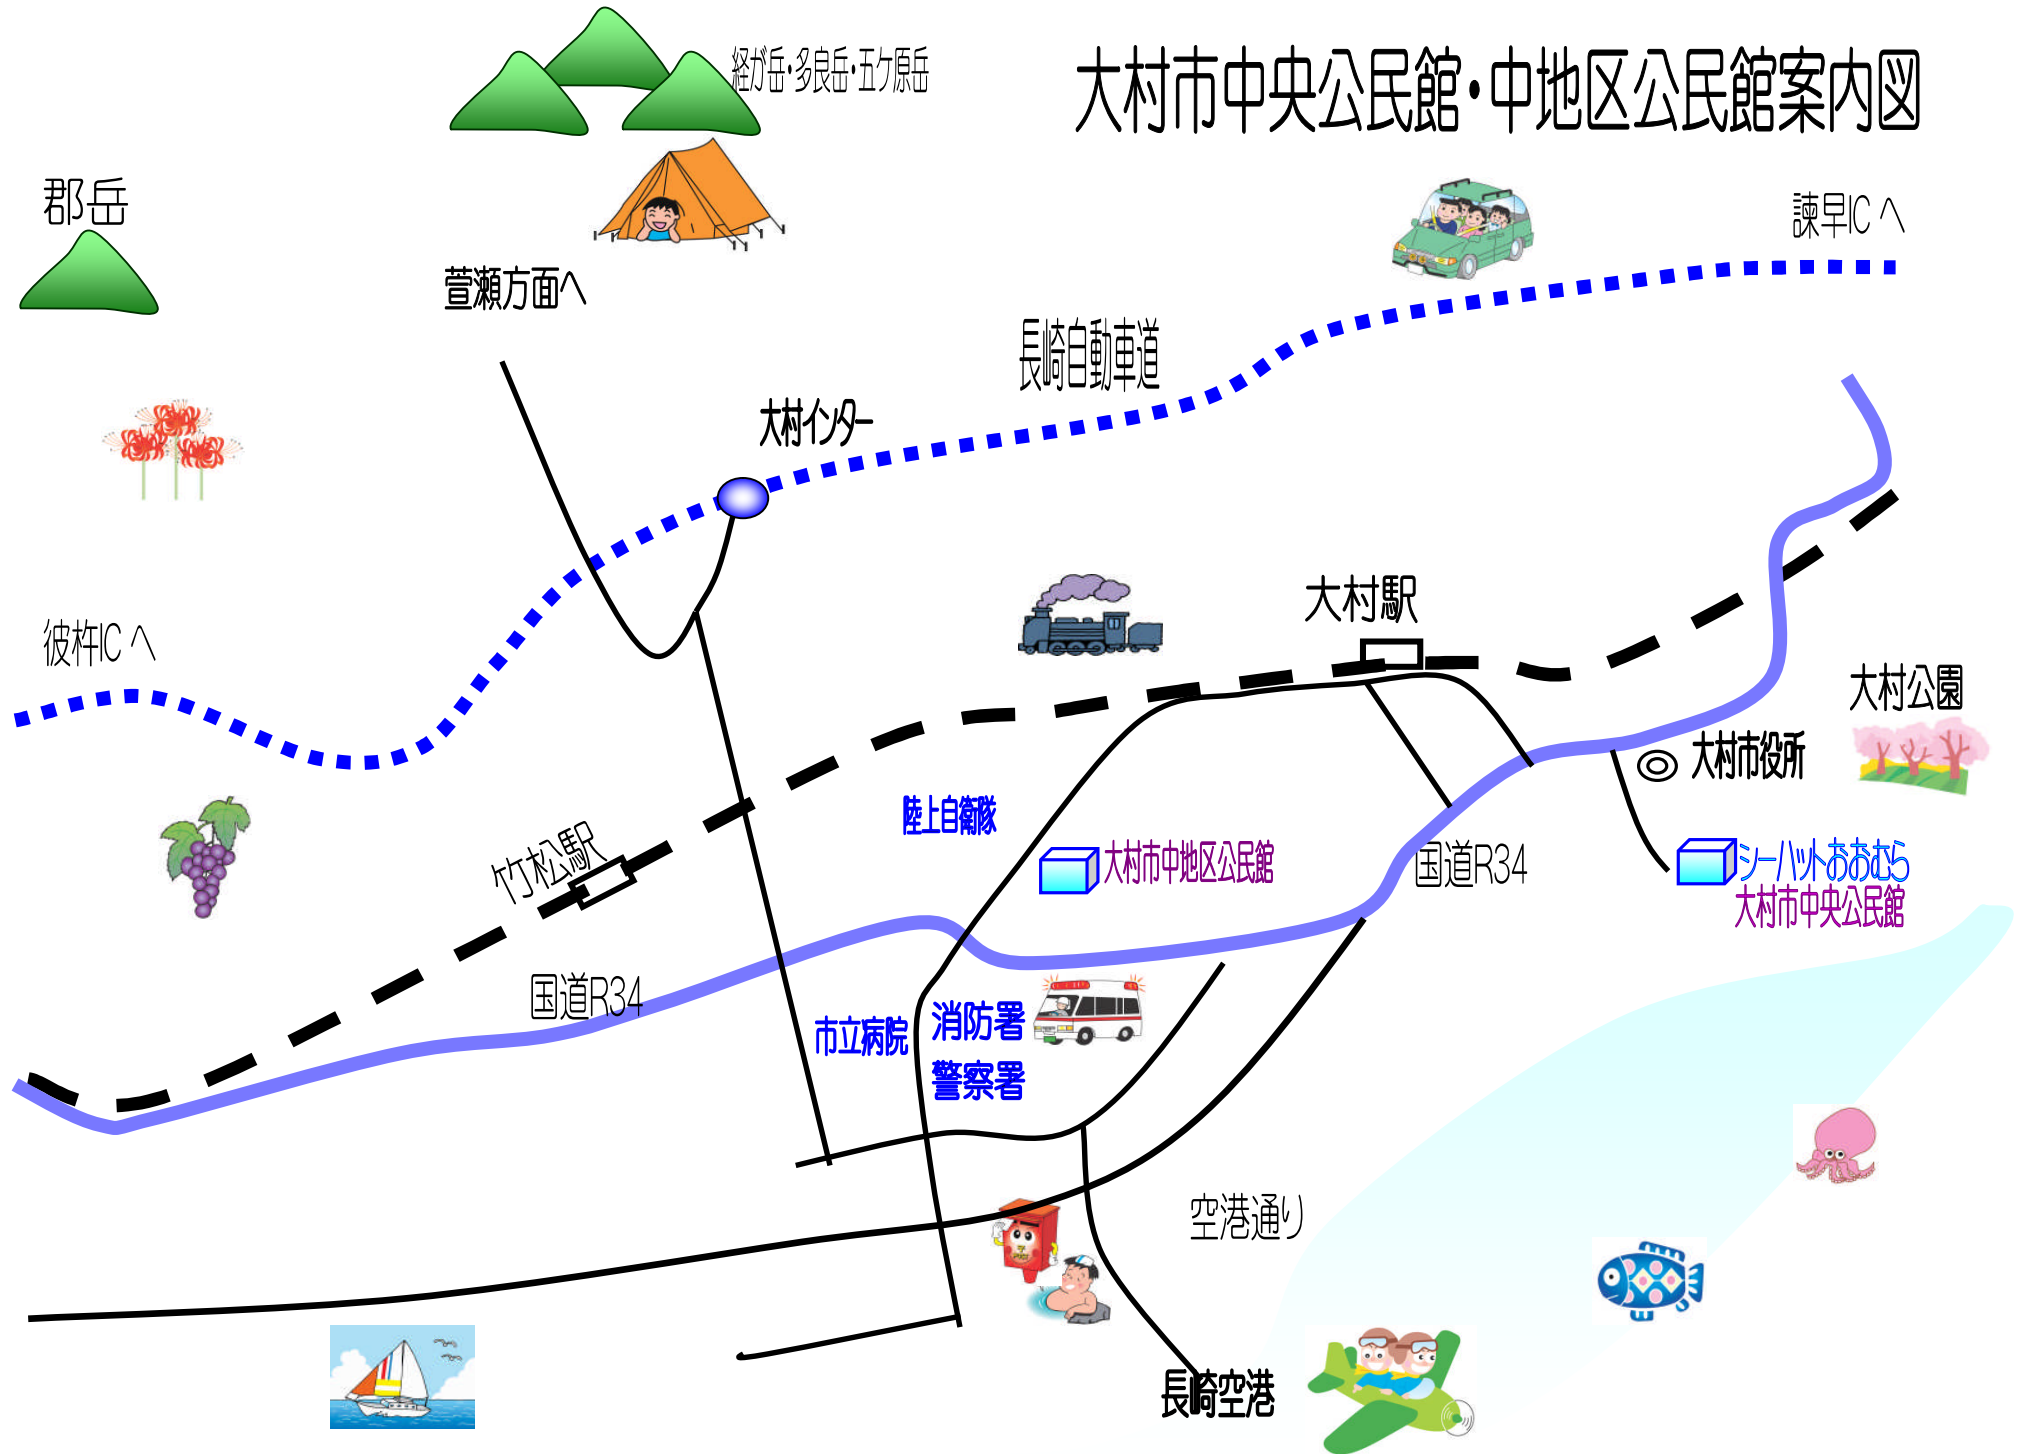 経が岳・多良岳・五ケ原岳
大村市中央公民館・中地区公民館案内図
郡岳
諫早IC へ
萱瀬方面へ
長崎自動車道
大村インター
大村駅
彼杵IC へ
大村公園
大村市役所
陸上自衛隊
竹松駅
大村市中地区公民館
国道R34
シーハットおおむら
大村市中央公民館
国道R34
市立病院
消防署
警察署
空港通り
長崎空港